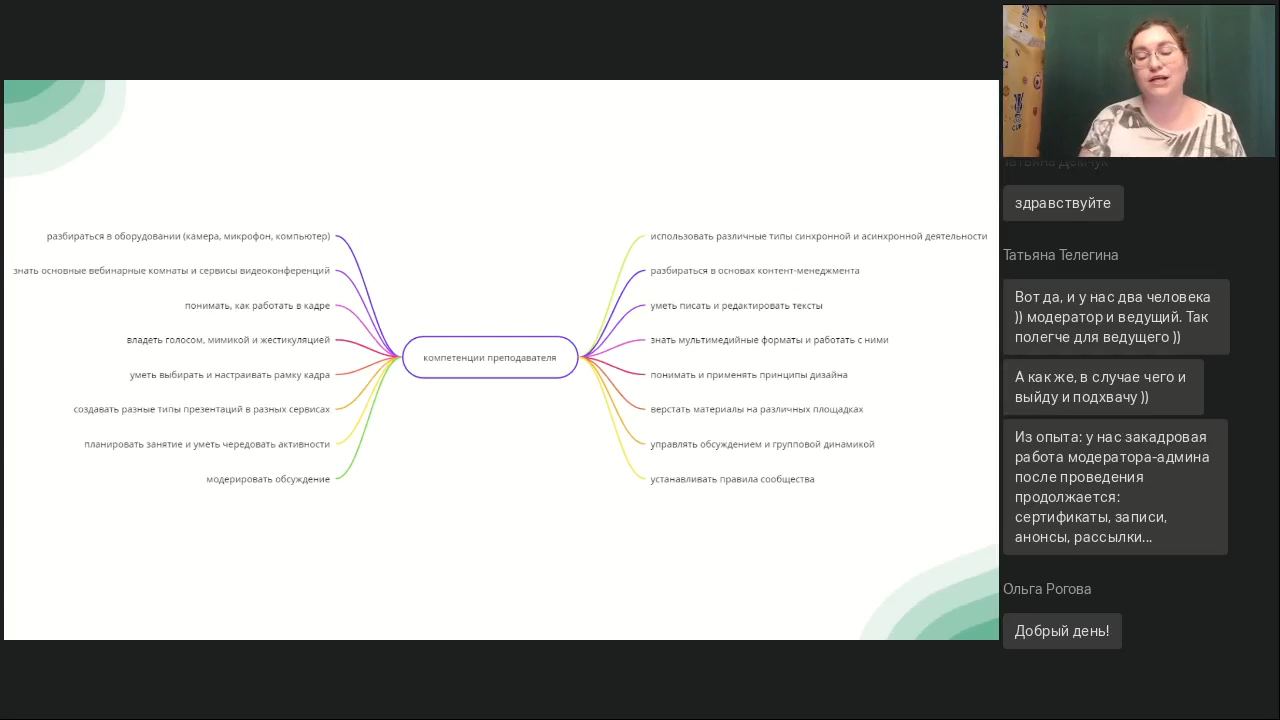 разбираться в оборудовании (камера, микрофон, компьютер)
знать основные вебинарные комнаты и сервисы видеоконференций
понимать, как работать в кадре
владеть голосом, мимикой и жестикуляцией
уметь выбирать и настраивать рамку кадра
создавать разные типы презентаций в разных сервисах
планировать занятие и уметь чередовать активности
модерировать обсуждение
компетенции преподавателя
использовать различные типы синхронной и асинхронной деятельности
разбираться в основах контент-менеджмента
уметь писать и редактировать тексты
знать мультимедийные форматы и работать с ними
понимать и применять принципы дизайна
верстать материалы на различных площадках
управлять обсуждением и групповой динамикой
устанавливать правила сообщества
здравствуйте
Татьяна Телегина
Вот да, и у нас два человека
)) модератор и ведущий. Так
полегче для ведущего ))
А как же, в случае чего и
выйду и подхвачу ))
Из опыта: у нас закадровая
работа модератора-админа
после проведения
продолжается:
сертификаты, записи,
анонсы, рассылки...
Ольга Рогова
Добрый день!